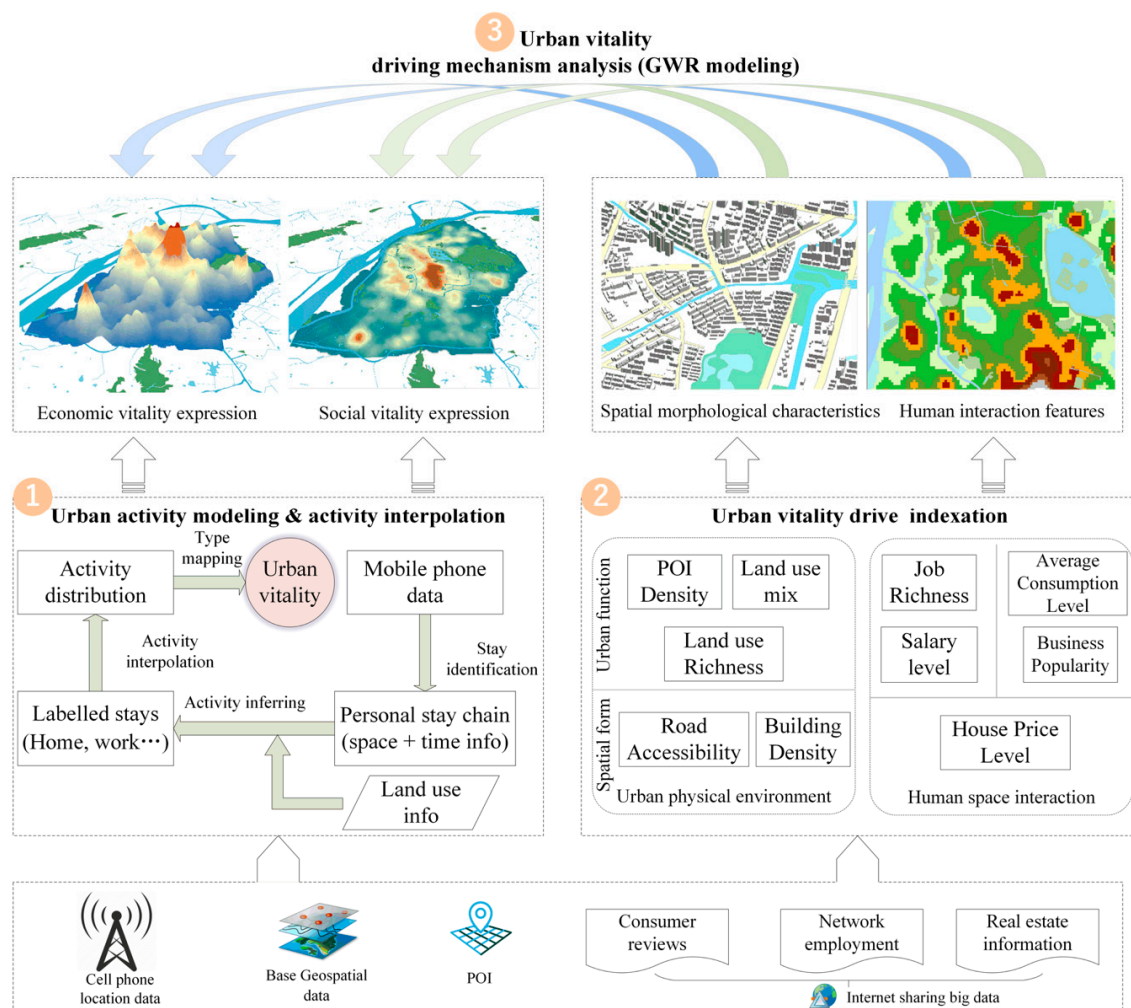 3
Urban vitality
driving mechanism analysis (GWR modeling)
Economic vitality expression
Social vitality expression
Spatial morphological characteristics
Human interaction features
1
Urban activity modeling & activity interpolation
Type
mapping
Activity
distribution
Urban
vitality
Mobile phone
data
Activity
interpolation
Stay
identification
Labelled stays
(Home, work⋯)
Activity inferring
Personal stay chain
(space + time info)
Land use
info
2
Urban vitality drive indexation
Urban function
POI
Density
Land use
mix
Land use
Richness
Spatial form
Road
Accessibility
Building
Density
Urban physical environment
Job
Richness
Average
Consumption
Level
Salary
level
Business
Popularity
House Price
Level
Human space interaction
Cell phone
location data
Base Geospatial
data
POI
Consumer
reviews
Network
employment
Real estate
information
Internet sharing big data